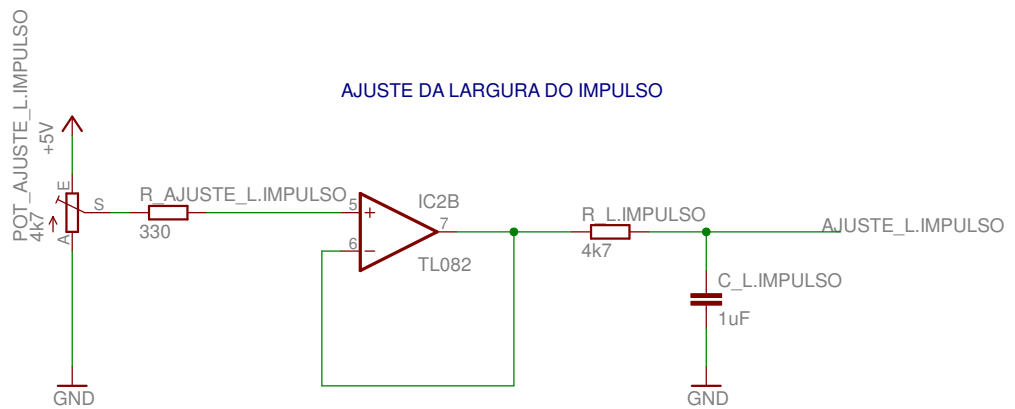 AJUSTE DA LARGURA DO IMPULSO
POT_AJUSTE_L.IMPULSO
4k7
+5V
E
S
A
R_AJUSTE_L.IMPULSO
330
5
+
6
-
IC2B
7
TL082
R_L.IMPULSO
4k7
AJUSTE_L.IMPULSO
C_L.IMPULSO
1uF
GND
GND